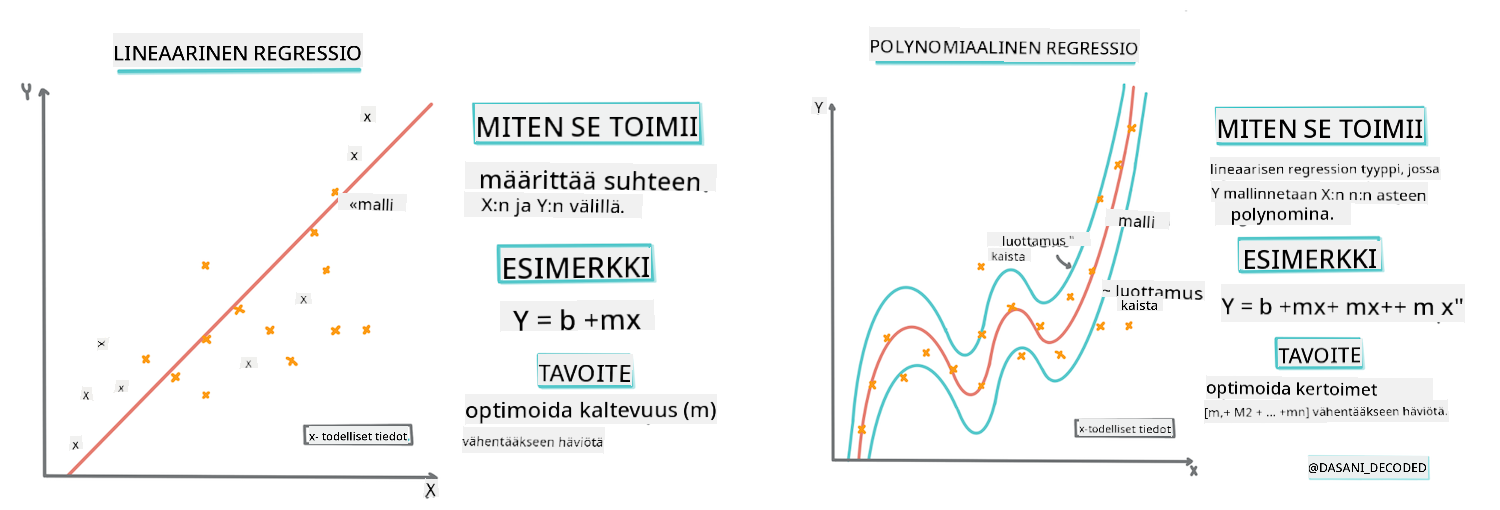 LINEAARINEN REGRESSIO
Y
x
x
«malli
x
x
x
x
x
x
x- todelliset tiedot
X
MITEN SE TOIMII
määrittää suhteen
X:n ja Y:n välillä.
ESIMERKKI
Y = b +mx
TAVOITE
optimoida kaltevuus (m)
vähentääkseen häviötä
POLYNOMIAALINEN REGRESSIO
Y
malli
luottamus "
kaista
~ luottamus
kaista
x-todelliset tiedot
x
MITEN SE TOIMII
lineaarisen regression tyyppi, jossa
Y mallinnetaan X:n n:n asteen
polynomina.
ESIMERKKI
Y = b +mx+ mx++ m x"
TAVOITE
optimoida kertoimet
[m,+ M2 + ... +mn] vähentääkseen häviötä.
@DASANI_DECODED